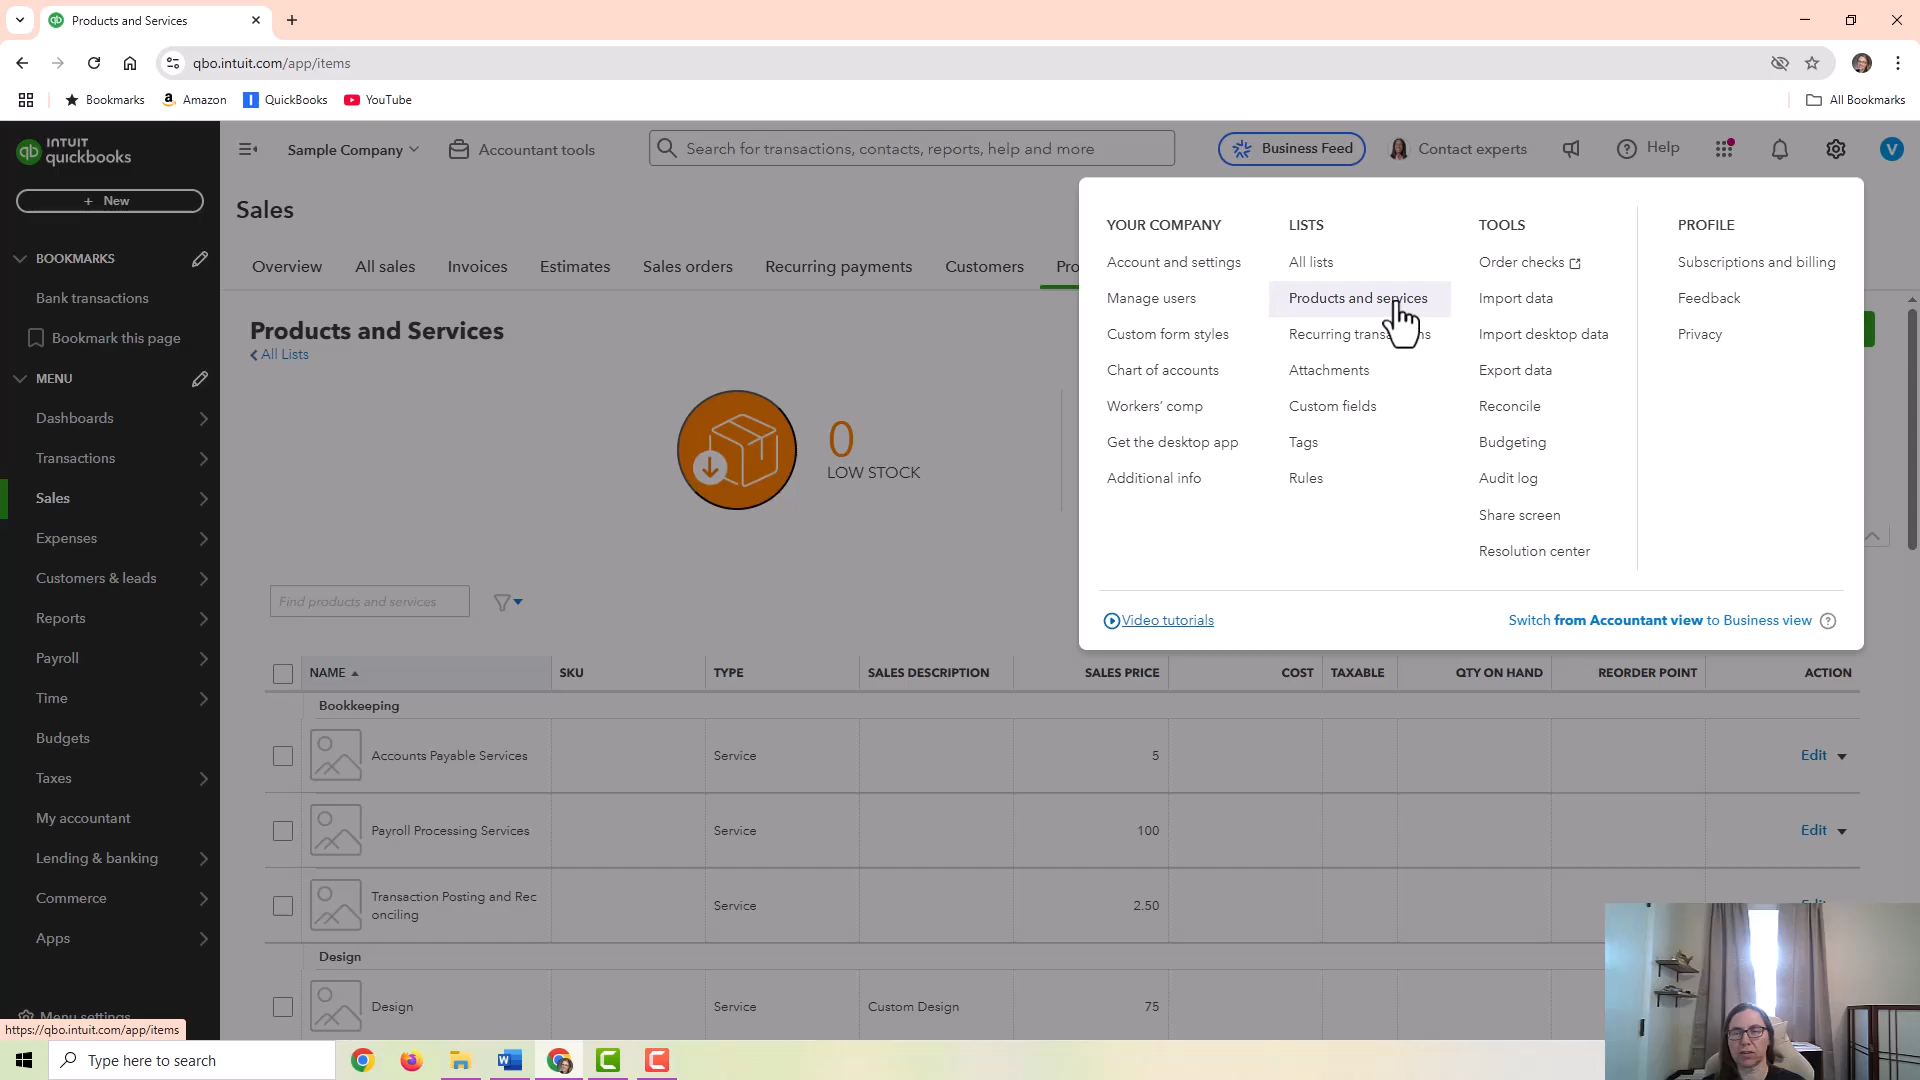 Products and Services
qbo.intuit.com/app/items
Bookmarks
Amazon
QuickBooks
YouTube
All Bookmarks
qb INTUIT quickbooks
Sample Company
Accountant tools
Search for transactions, contacts, reports, help and more
Business Feed
Contact experts
Help
V
+ New
BOOKMARKS
Bank transactions
Bookmark this page
MENU
Dashboards
Transactions
Sales
Expenses
Customers & leads
Reports
Payroll
Time
Budgets
Taxes
My accountant
Lending & banking
Commerce
Apps
Menu settings
https://qbo.intuit.com/app/items
Sales
Overview
All sales
Invoices
Estimates
Sales orders
Recurring payments
Customers
Pro
Products and Services
All Lists
0
LOW STOCK
YOUR COMPANY
Account and settings
Manage users
Custom form styles
Chart of accounts
Workers' comp
Get the desktop app
Additional info
LISTS
All lists
Products and services
Recurring transa ns
Attachments
Custom fields
Tags
Rules
TOOLS
Order checks
Import data
Import desktop data
Export data
Reconcile
Budgeting
Audit log
Share screen
Resolution center
PROFILE
Subscriptions and billing
Feedback
Privacy
Video tutorials
Switch from Accountant view to Business view
Find products and services
NAME SKU TYPE SALES DESCRIPTION SALES PRICE COST TAXABLE QTY ON HAND REORDER POINT ACTION
Bookkeeping
Accounts Payable Services Service 5 Edit
Payroll Processing Services Service 100 Edit
Transaction Posting and Rec
onciling Service 2.50 Edit
Design
Design Service Custom Design 75
Type here to search